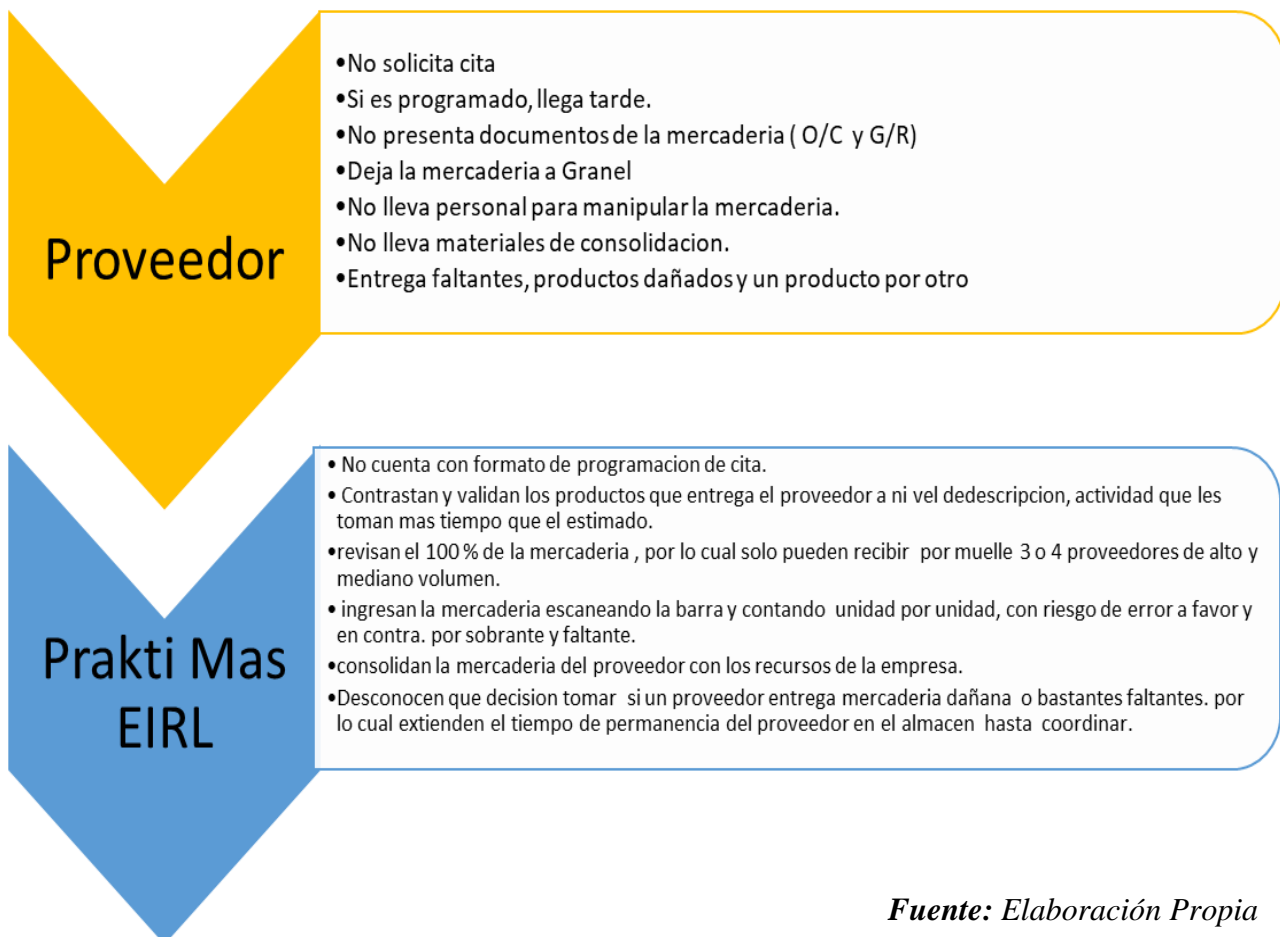 Proveedor
•No solicita cita
•Si es programado, llega tarde.
•No presenta documentos de la mercaderia ( O/C y G/R)
•Deja la mercaderia a Granel
•No lleva personal para manipular la mercaderia.
•No lleva materiales de consolidacion.
•Entrega faltantes, productos dañados y un producto por otro
Prakti Mas
EIRL
• No cuenta con formato de programacion de cita.
• Contrastan y validan los productos que entrega el proveedor a ni vel dedescripcion, actividad que les
toman mas tiempo que el estimado.
•revisan el 100 % de la mercaderia , por lo cual solo pueden recibir por muelle 3 o 4 proveedores de alto y
mediano volumen.
• ingresan la mercaderia escaneando la barra y contando unidad por unidad, con riesgo de error a favor y
en contra. por sobrante y faltante.
•consolidan la mercaderia del proveedor con los recursos de la empresa.
•Desconocen que decision tomar si un proveedor entrega mercaderia dañana o bastantes faltantes. por
lo cual extienden el tiempo de permanencia del proveedor en el almacen hasta coordinar.
Fuente: Elaboración Propia